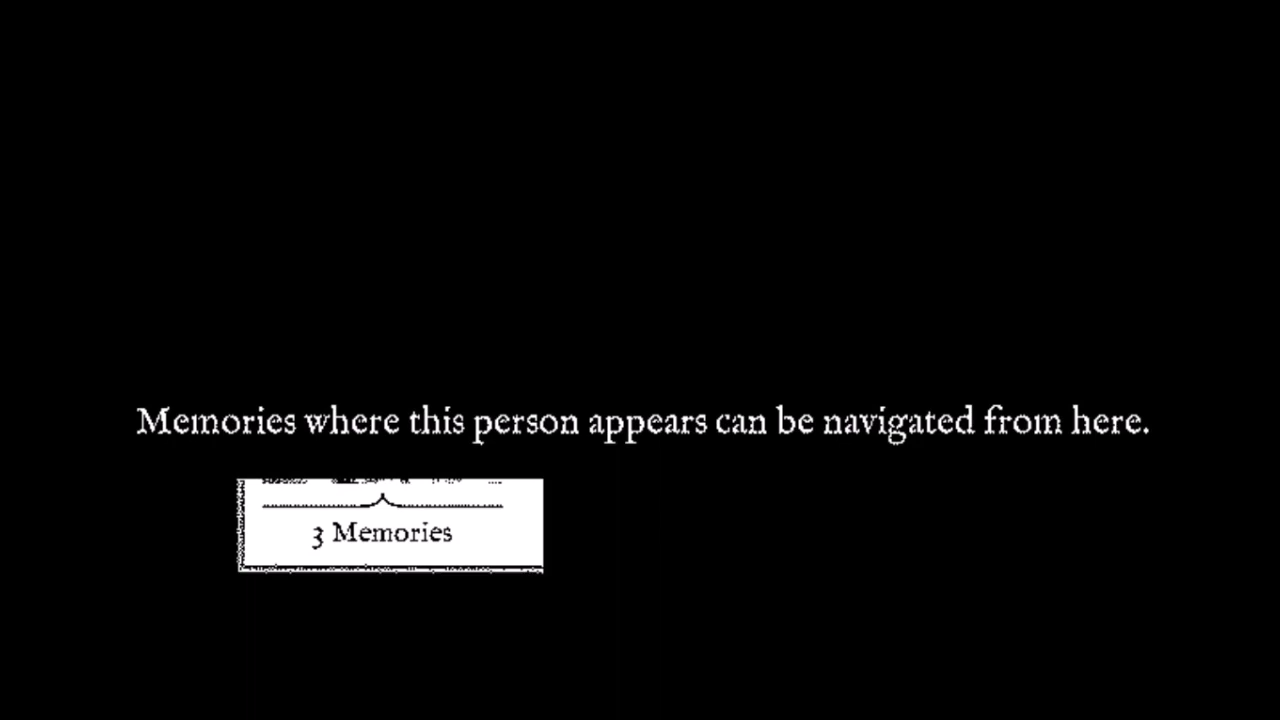 Memories where this person appears can be navigated from here.
3 Memories